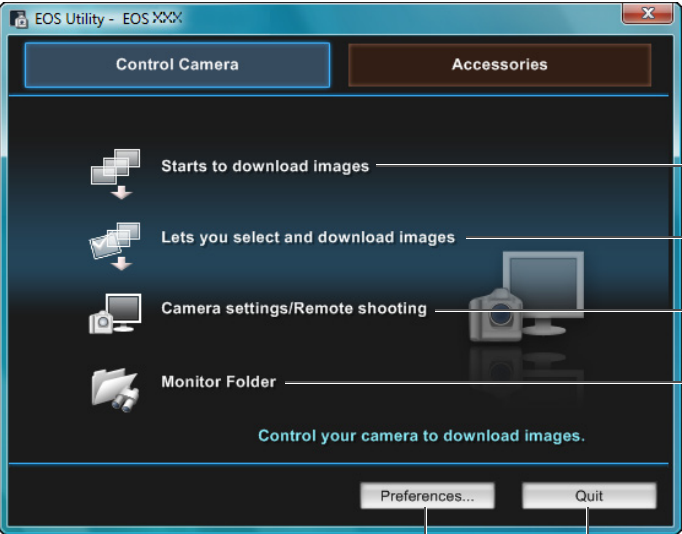 EOS Utility - EOS XXX
Control Camera
Accessories
Starts to download images
Lets you select and download images
Camera settings/Remote shooting
Monitor Folder
Control your camera to download images.
Preferences...
Quit